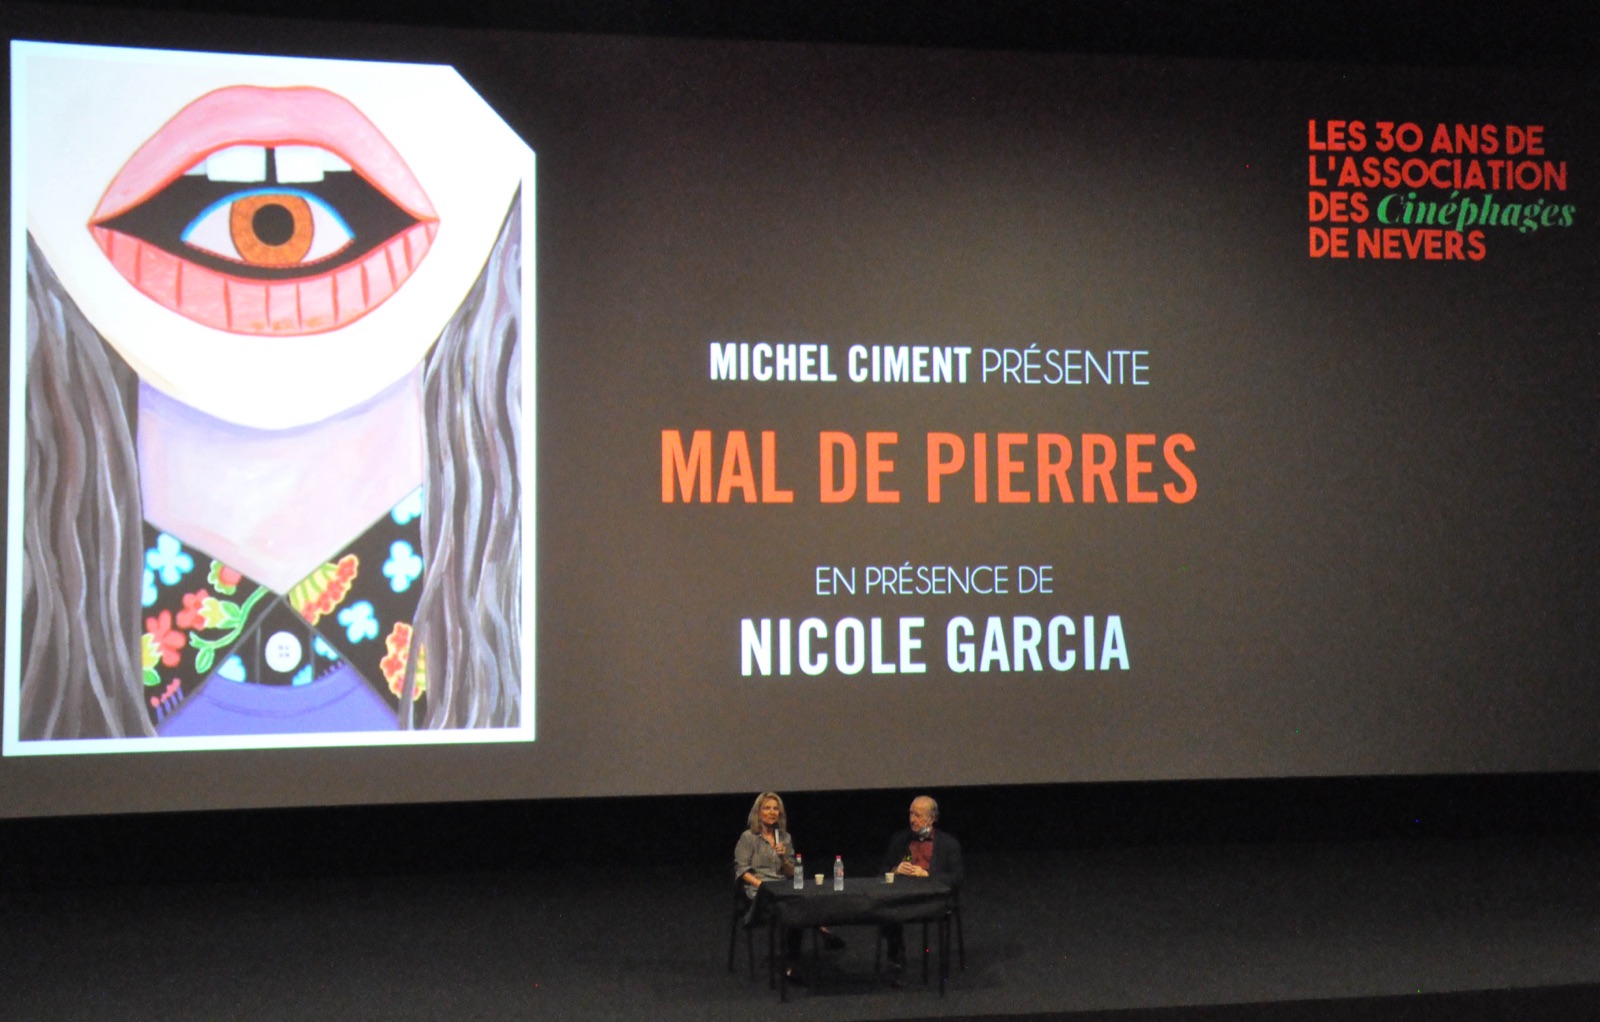 LES 30 ANS DE
L'ASSOCIATION
DES Cinéphages
DE NEVERS
MICHEL CIMENT PRÉSENTE
MAL DE PIERRES
EN PRÉSENCE DE
NICOLE GARCIA